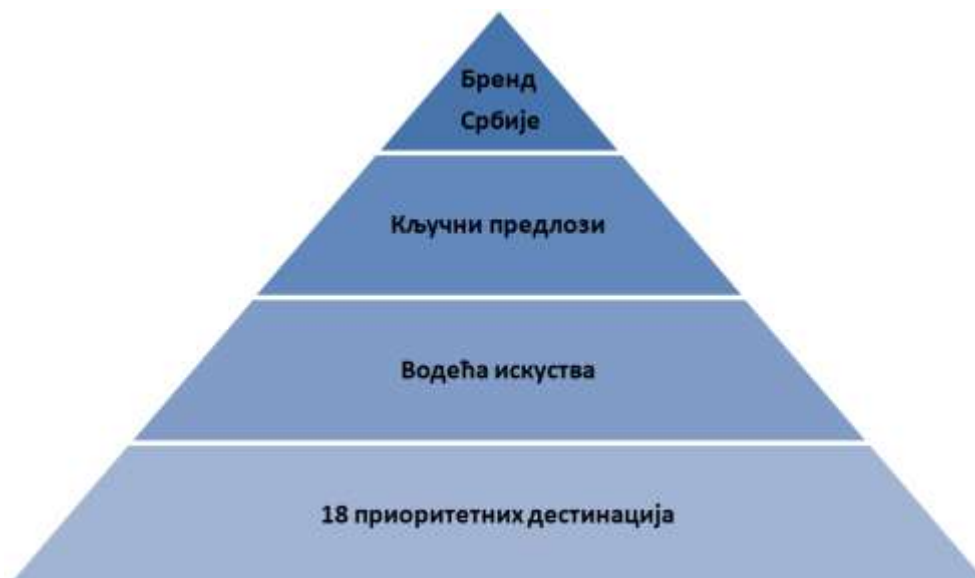 Бренд
Србије
Кључни предлози
Водећа искуства
18 приоритетних дестинација